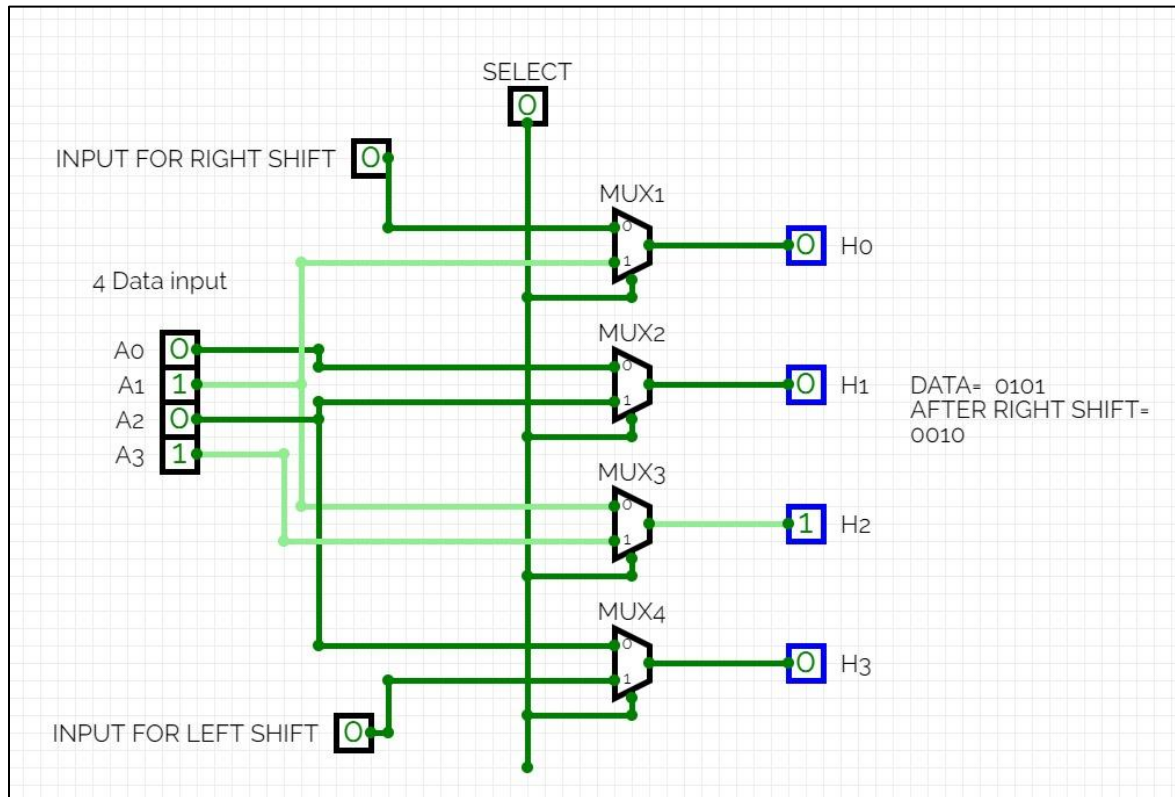 SELECT
0
INPUT FOR RIGHT SHIFT 0
MUX1
0
1
0 H0
4 Data input
A0 0
A1 1
A2 0
A3 1
MUX2
0
1
0 H1
DATA= 0101
AFTER RIGHT SHIFT=
0010
MUX3
0
1
1 H2
MUX4
0
1
0 H3
INPUT FOR LEFT SHIFT 0